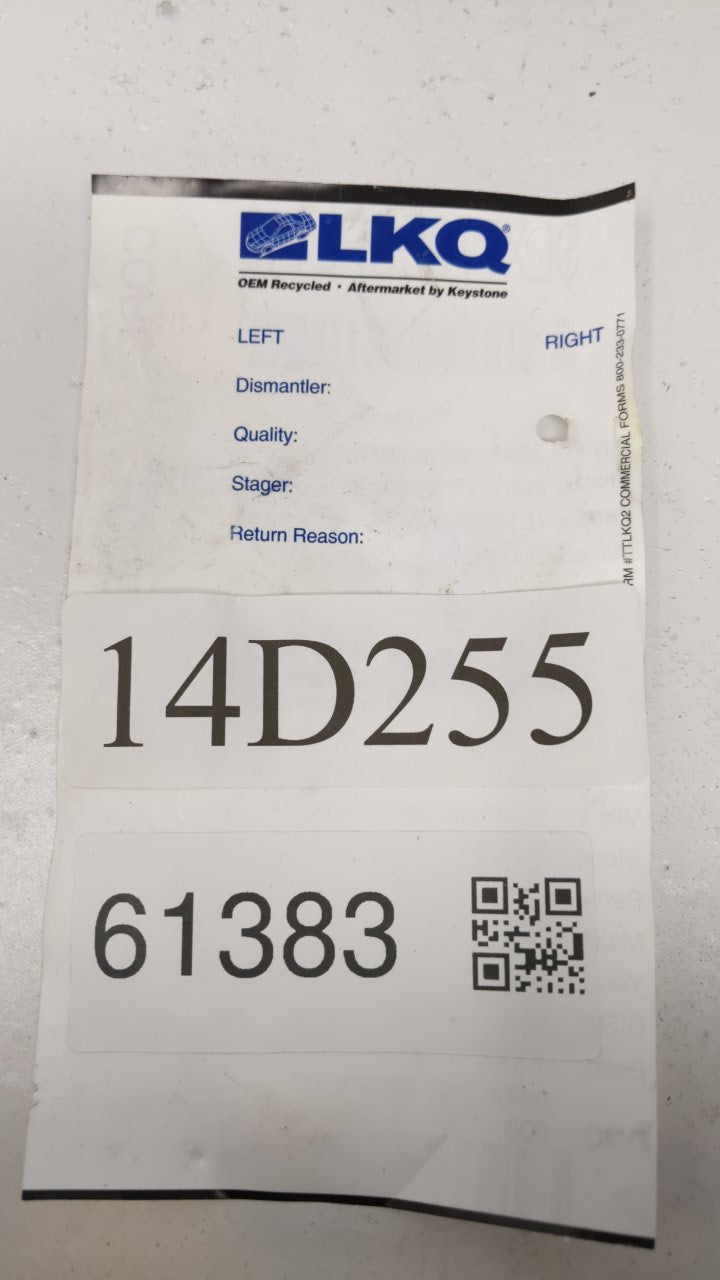 LKQ®
OEM Recycled • Aftermarket by Keystone
LEFT RIGHT
Dismantler:
Quality:
Stager:
Return Reason:
RM #TTLKQ2 COMMERCIAL FORMS 800-233-0771
14D255
61383